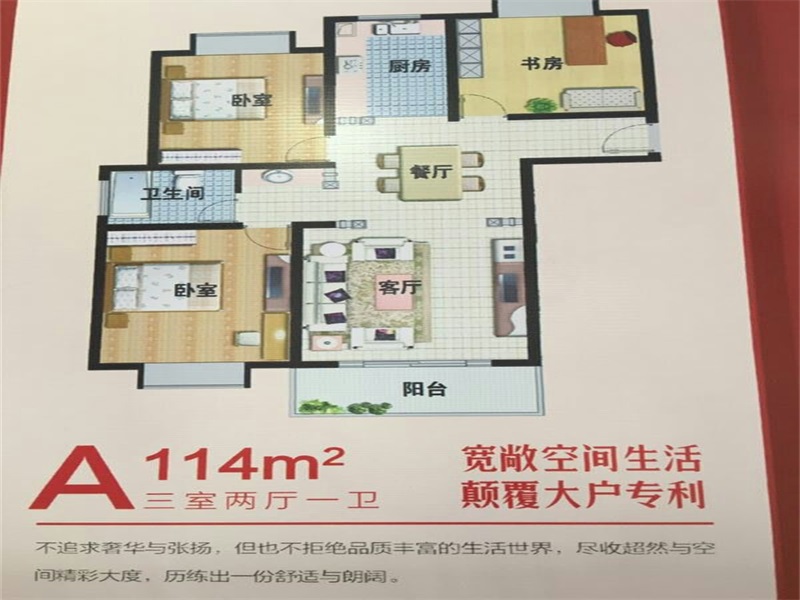 厨房
书房
卧室
餐厅
卫生间
卧室
客厅
阳台
A 114m²
三室两厅一卫
宽敞空间生活
颠覆大户专利
不追求奢华与张扬，但也不拒绝品质丰富的生活世界，尽收超然与空
间精彩大度，历练出一份舒适与朗阔。